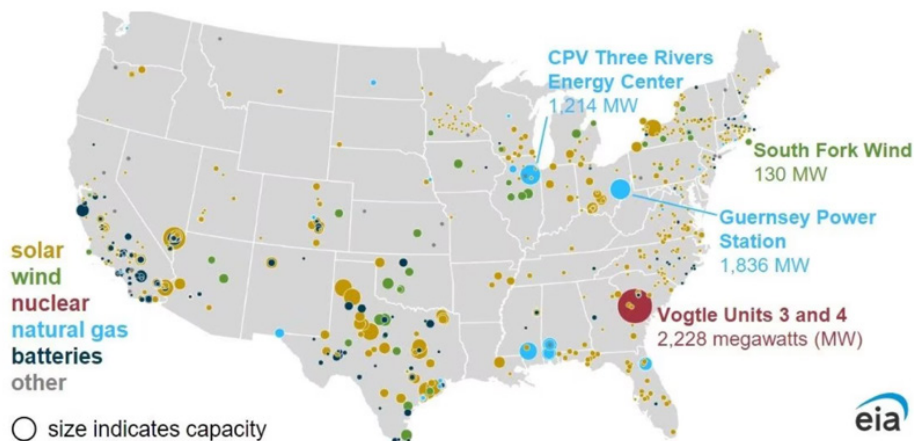 CPV Three Rivers
Energy Center
1,214 MW
South Fork Wind
130 MW
Guernsey Power
Station
1,836 MW
solar
wind
nuclear
natural gas
batteries
other
Vogtle Units 3 and 4
2,228 megawatts (MW)
size indicates capacity
eia